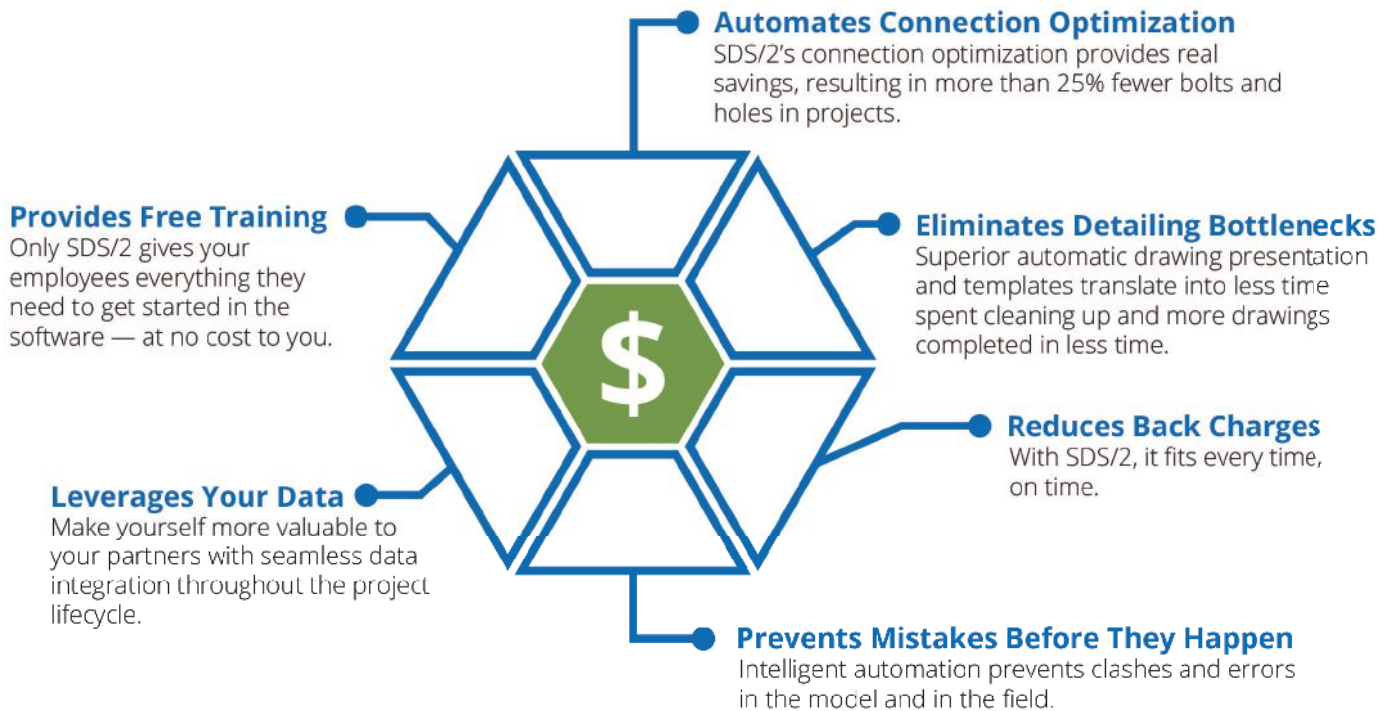 Automates Connection Optimization
SDS/2's connection optimization provides real
savings, resulting in more than 25% fewer bolts and
holes in projects.
Provides Free Training
Only SDS/2 gives your
employees everything they
need to get started in the
software — at no cost to you.
Eliminates Detailing Bottlenecks
Superior automatic drawing presentation
and templates translate into less time
spent cleaning up and more drawings
completed in less time.
$
Reduces Back Charges
With SDS/2, it fits every time,
on time.
Leverages Your Data
Make yourself more valuable to
your partners with seamless data
integration throughout the project
lifecycle.
Prevents Mistakes Before They Happen
Intelligent automation prevents clashes and errors
in the model and in the field.